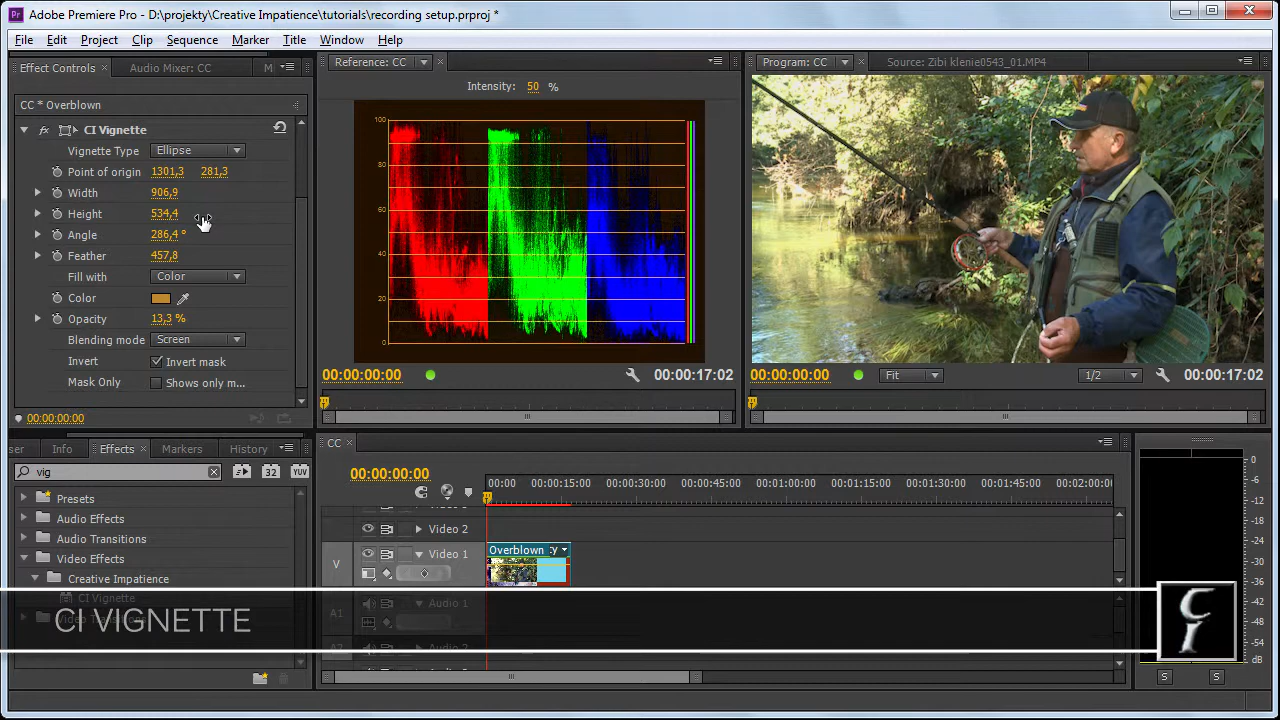 Adobe Premiere Pro - D:\projekty\Creative Impatience\tutorials\recording setup.prproj *
File Edit Project Clip Sequence Marker Title Window Help
Effect Controls
Audio Mixer: CC
M
CC * Overblown
CI Vignette
Vignette Type Ellipse
Point of origin 1301,3 281,3
Width 906,9
Height 534,4
Angle 286,4 °
Feather 457,8
Fill with Color
Color
Opacity 13,3 %
Blending mode Screen
Invert Invert mask
Mask Only Shows only m...
00:00:00:00
Reference: CC
Intensity: 50 %
100
80
60
40
20
0
00:00:00:00 00:00:17:02
Program: CC
Source: Zibi klenie0543_01.MP4
00:00:00:00 Fit 1/2 00:00:17:02
ser Info Effects Markers History
vig
32 YUV
Presets
Audio Effects
Audio Transitions
Video Effects
Creative Impatience
CI Vignette
CI VIGNETTE
CC
00:00:00:00
00:00 00:00:15:00 00:00:30:00 00:00:45:00 00:01:00:00 00:01:15:00 00:01:30:00 00:01:45:00 00:02:00:00
Video 2
V Video 1
Overblown ty
A1 Audio 1
0
-6
-12
-18
-24
-30
-36
-42
-48
-54
dB
S S